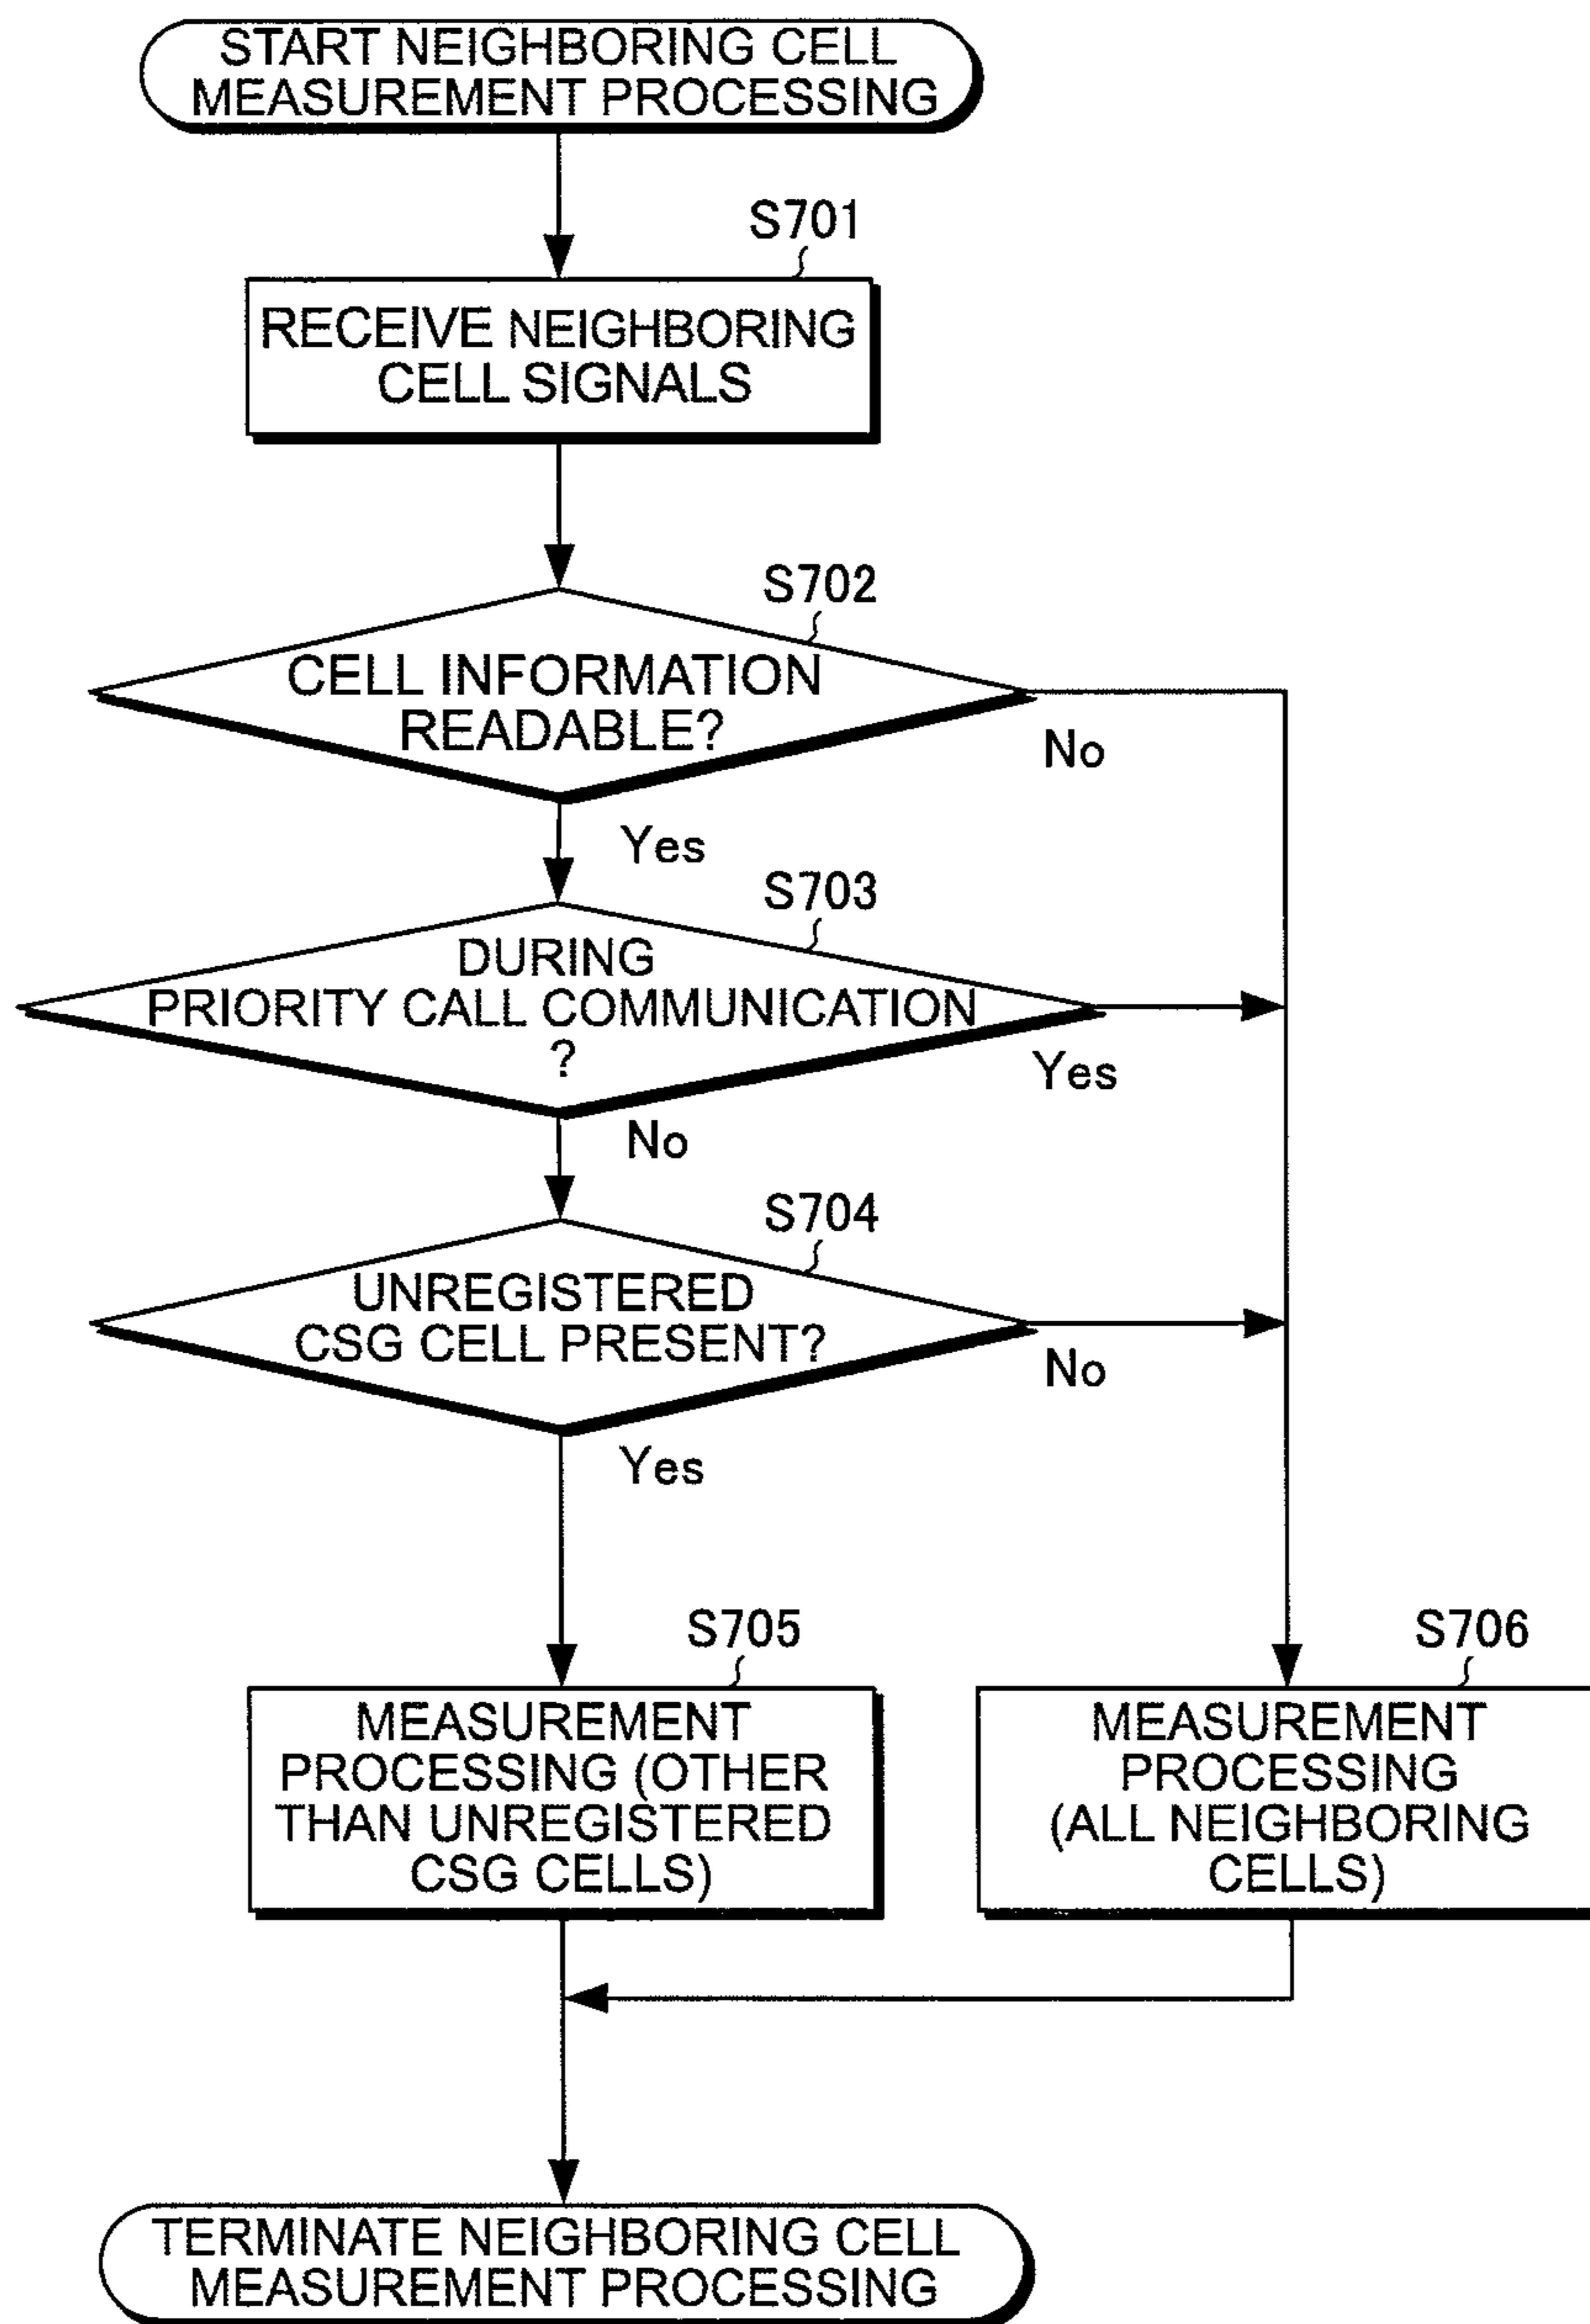 START NEIGHBORING CELL
MEASUREMENT PROCESSING
S701
RECEIVE NEIGHBORING
CELL SIGNALS
S702
CELL INFORMATION
READABLE?
No
Yes
S703
DURING
PRIORITY CALL COMMUNICATION
?
Yes
No
S704
UNREGISTERED
CSG CELL PRESENT?
No
Yes
S705
MEASUREMENT
PROCESSING (OTHER
THAN UNREGISTERED
CSG CELLS)
S706
MEASUREMENT
PROCESSING
(ALL NEIGHBORING
CELLS)
TERMINATE NEIGHBORING CELL
MEASUREMENT PROCESSING